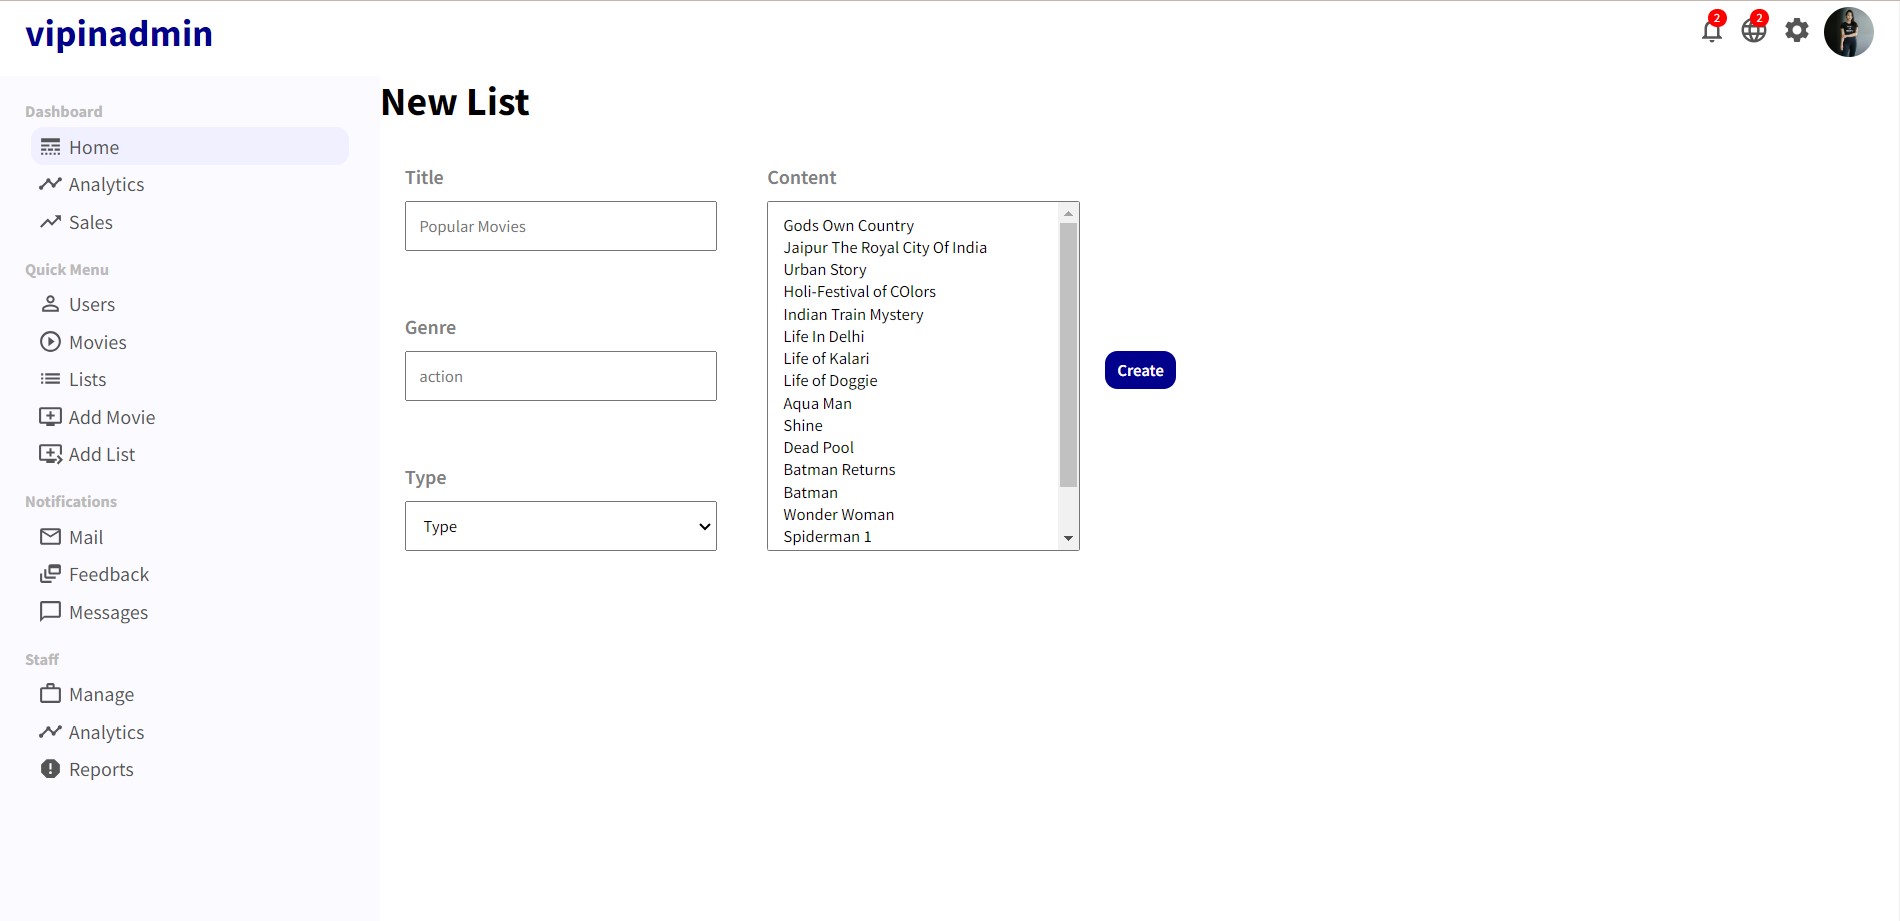 vipinadmin
2
2
Dashboard
Home
Analytics
Sales
Quick Menu
Users
Movies
Lists
Add Movie
Add List
Notifications
Mail
Feedback
Messages
Staff
Manage
Analytics
Reports
New List
Title
Popular Movies
Genre
action
Type
Type
Content
Gods Own Country
Jaipur The Royal City Of India
Urban Story
Holi-Festival of COlors
Indian Train Mystery
Life In Delhi
Life of Kalari
Life of Doggie
Aqua Man
Shine
Dead Pool
Batman Returns
Batman
Wonder Woman
Spiderman 1
Create